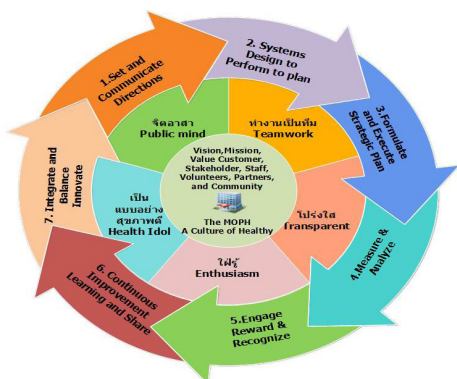 1.Set and
Communicate
Directions
2. Systems
Design to
Perform to plan
3.Formulate
and Execute
Strategic Plan
4.Measure &
Analyze
5.Engage
Reward &
Recognize
6. Continuous
Improvement
Learning and Share
7. Integrate and
Balance
Innovate
จิตอาสา
Public mind
ทำงานเป็นทีม
Teamwork
โปร่งใส
Transparent
ใฝ่รู้
Enthusiasm
เป็น
แบบอย่าง
สุขภาพดี
Health Idol
Vision,Mission,
Value Customer,
Stakeholder, Staff,
Volunteers, Partners,
and Community
The MOPH
A Culture of Healthy